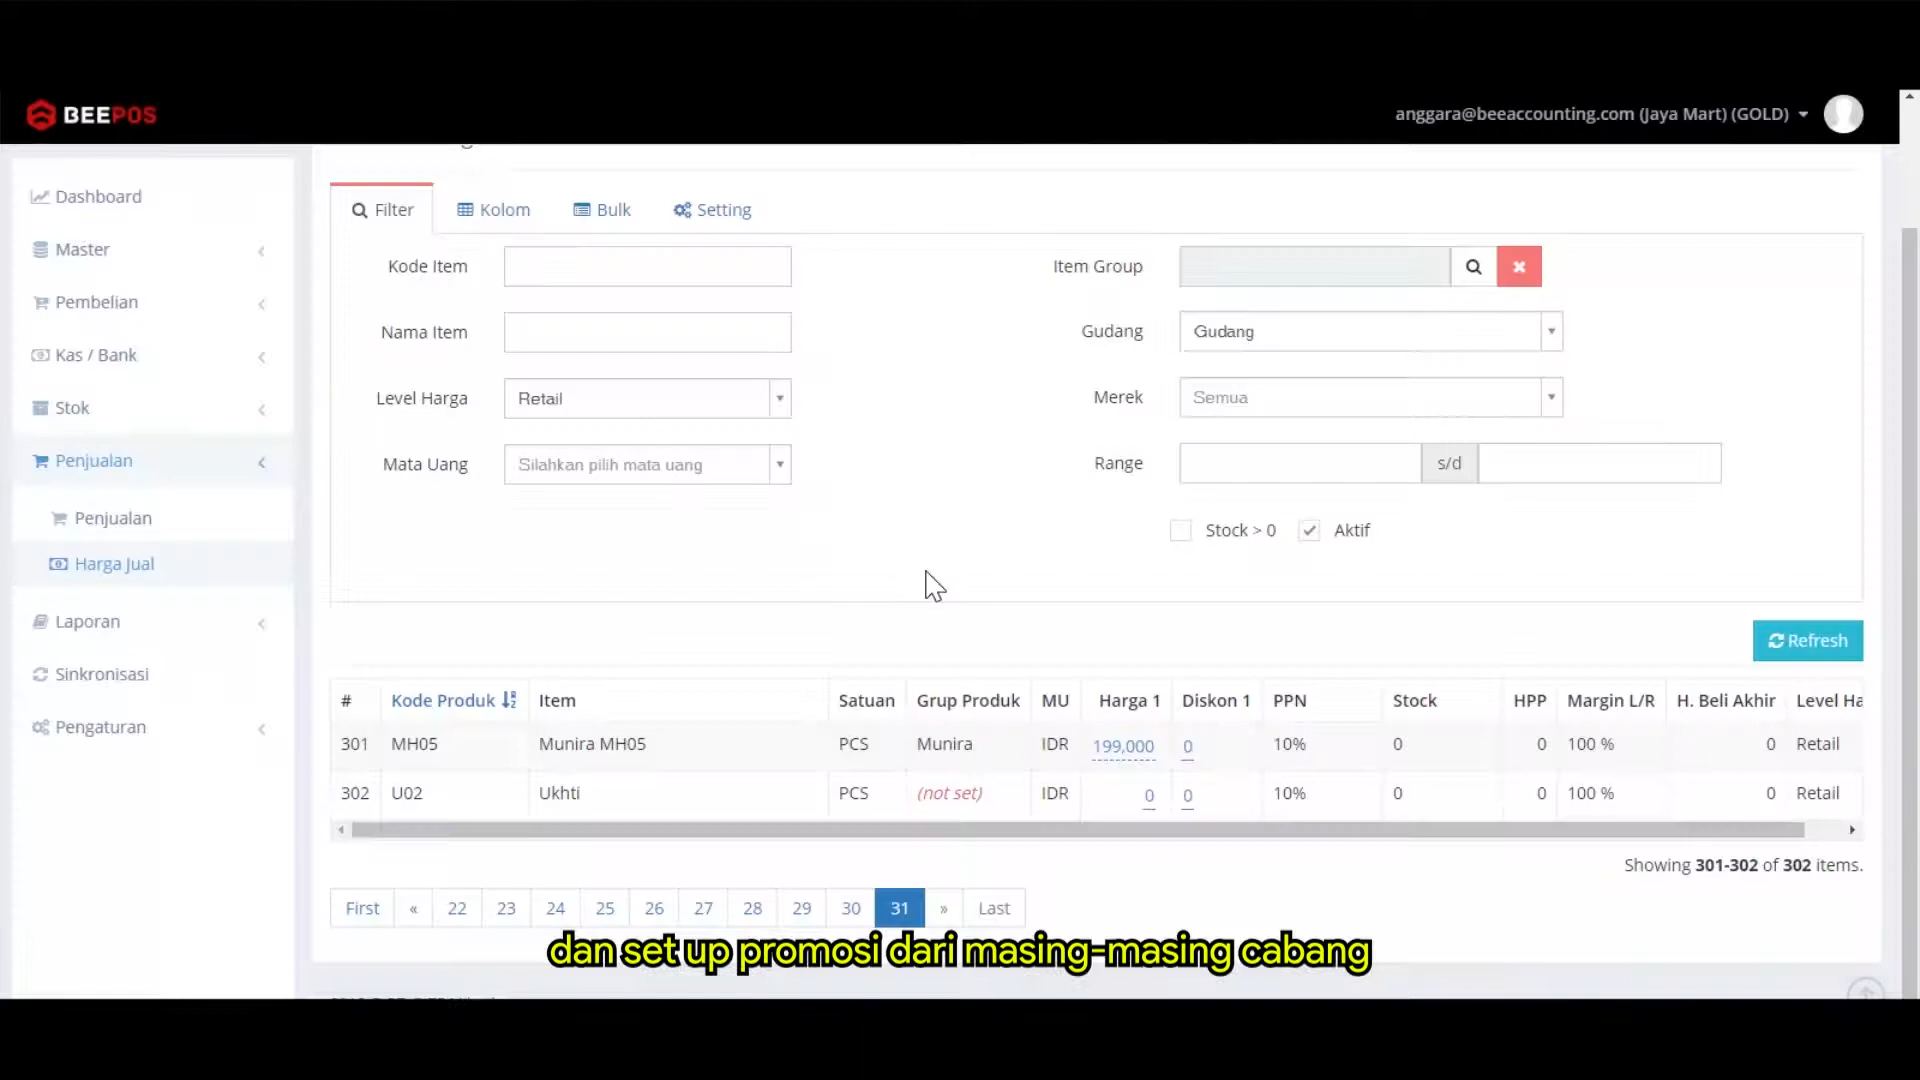 BEEPOS
anggara@beeaccounting.com (Jaya Mart) (GOLD)
Dashboard
Master
Pembelian
Kas / Bank
Stok
Penjualan
Penjualan
Harga Jual
Laporan
Sinkronisasi
Pengaturan
Filter Kolom Bulk Setting
Kode Item
Nama Item
Level Harga Retail
Mata Uang Silahkan pilih mata uang
Item Group
Gudang Gudang
Merek Semua
Range s/d
Stock > 0 Aktif
Refresh
# Kode Produk Item Satuan Grup Produk MU Harga 1 Diskon 1 PPN Stock HPP Margin L/R H. Beli Akhir Level Ha
301 MH05 Munira MH05 PCS Munira IDR 199,000 0 10% 0 0 100 % 0 Retail
302 U02 Ukhti PCS (not set) IDR 0 0 10% 0 0 100 % 0 Retail
Showing 301-302 of 302 items.
First « 22 23 24 25 26 27 28 29 30 31 » Last
dan set up promosi dari masing-masing cabang